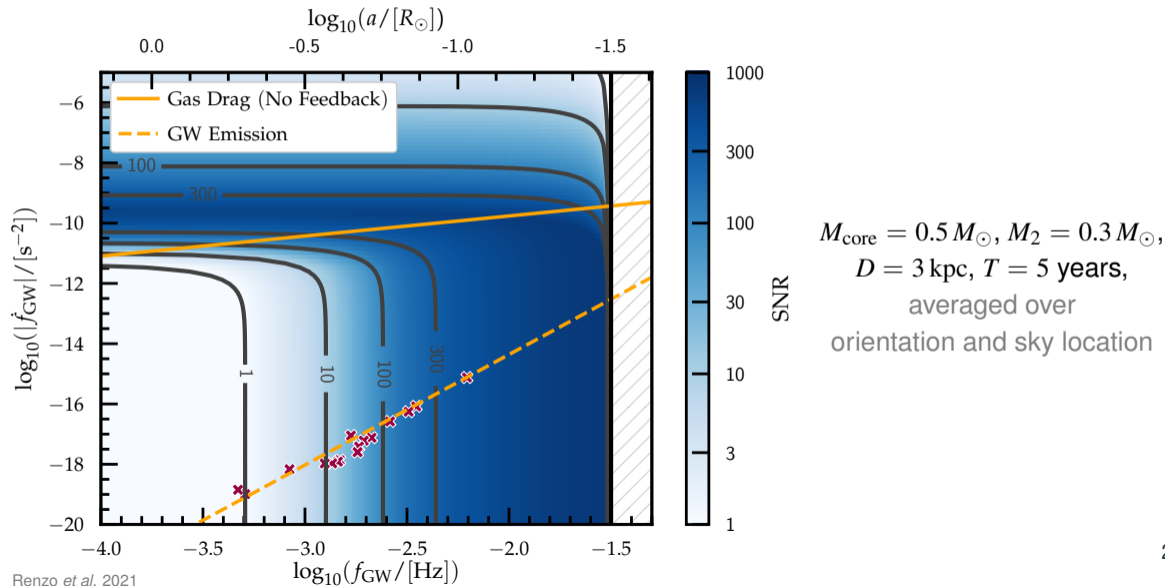 log₁₀(a/[R☉])
0.0 -0.5 -1.0 -1.5
Gas Drag (No Feedback)
GW Emission
−6
−8
−10
−12
−14
−16
−18
−20
log₁₀(|ḟ_GW|/[s⁻²])
100
300
1
10
100
300
−4.0 −3.5 −3.0 −2.5 −2.0 −1.5
log₁₀(f_GW/[Hz])
1000
300
100
30
10
3
1
SNR
M_core = 0.5 M☉, M₂ = 0.3 M☉,
D = 3 kpc, T = 5 years,
averaged over
orientation and sky location
Renzo et al. 2021